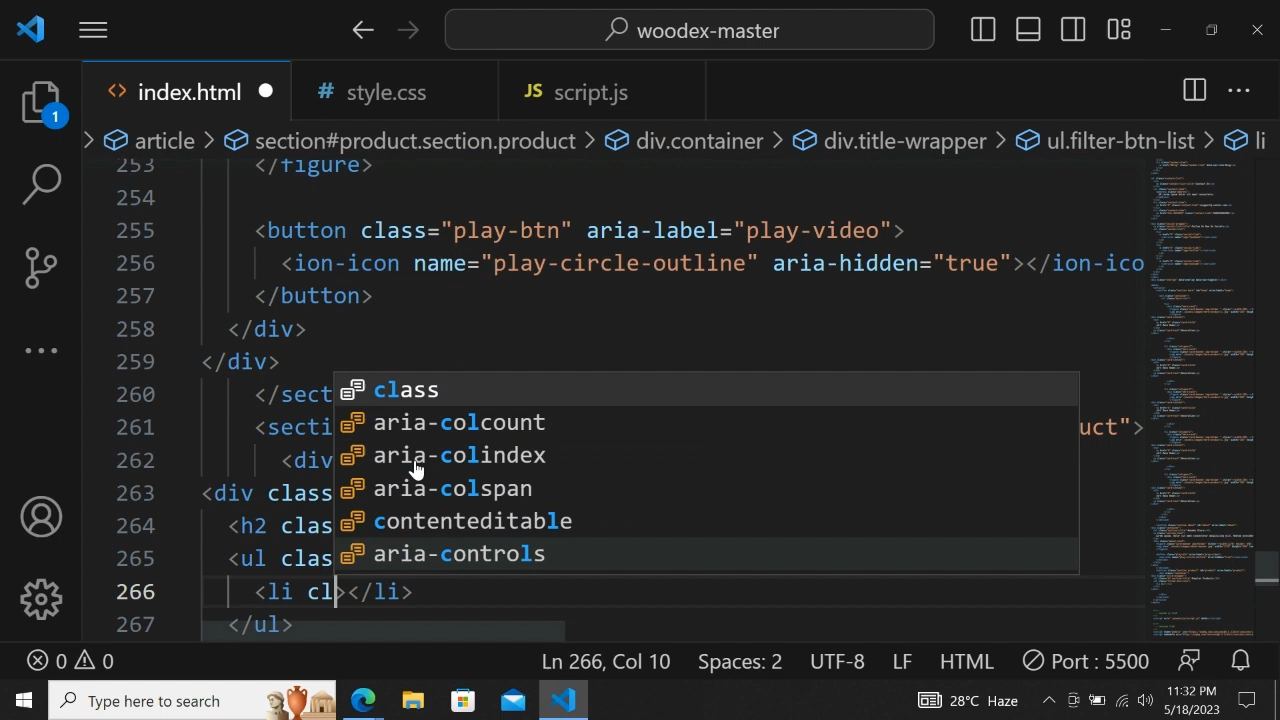 woodex-master
<> index.html
# style.css
JS script.js
1
> article > section#product.section.product > div.container > div.title-wrapper > ul.filter-btn-list > li
253 </figure>
254
255 <button class="play-btn" aria-label="play-video">
256 <ion-icon name="play-circle-outline" aria-hidden="true"></ion-ico
257 </button>
258 </div>
259 </div>
260 </sect
261 <secti uct">
262 <div
263 <div class
264 <h2 class
265 <ul clas
266 <li cl></li>
267 </ul>
class
aria-colcount
aria-colindex
aria-colspan
contenteditable
aria-controls
0 0
Ln 266, Col 10
Spaces: 2
UTF-8
LF
HTML
Port : 5500
Type here to search
28°C Haze
11:32 PM
5/18/2023